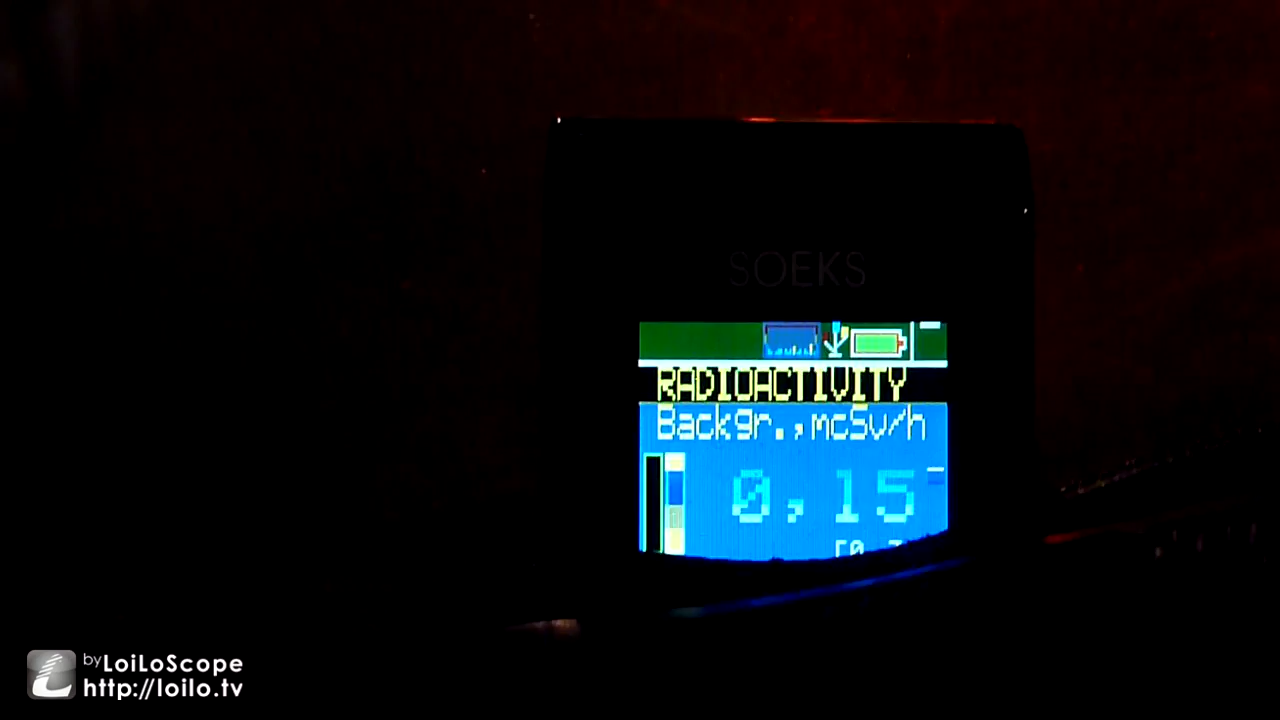 SOEKS
RADIOACTIVITY
Backgr.,mcSv/h
0,15
by LoiLoScope
http://loilo.tv